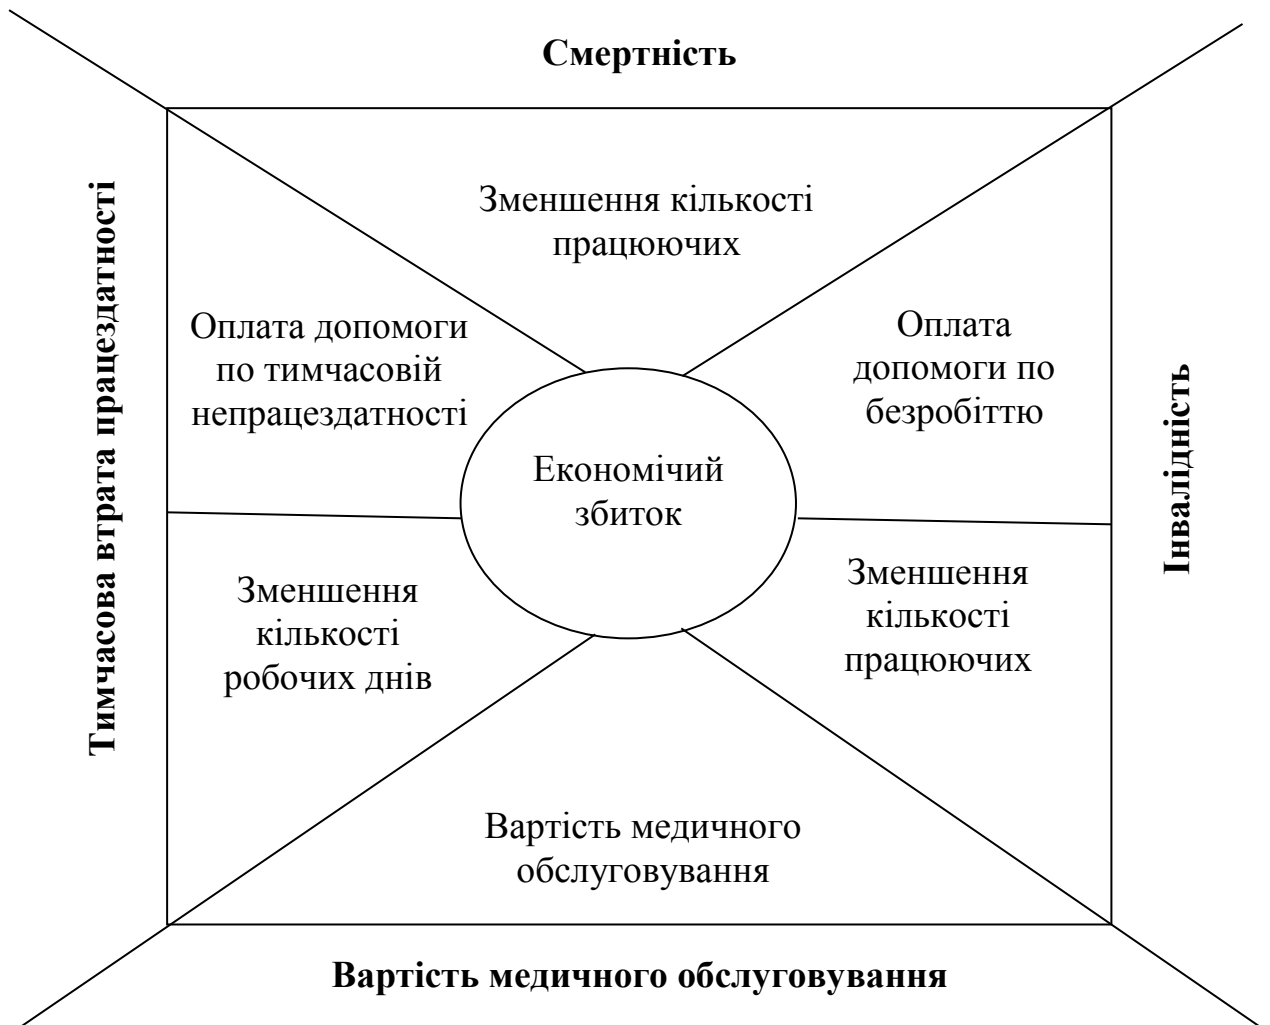 Смертність
Зменшення кількості
працюючих
Тимчасова втрата працездатності
Оплата допомоги
по тимчасовій
непрацездатності
Оплата
допомоги по
безробіттю
Інвалідність
Економічий
збиток
Зменшення
кількості
робочих днів
Зменшення
кількості
працюючих
Вартість медичного
обслуговування
Вартість медичного обслуговування